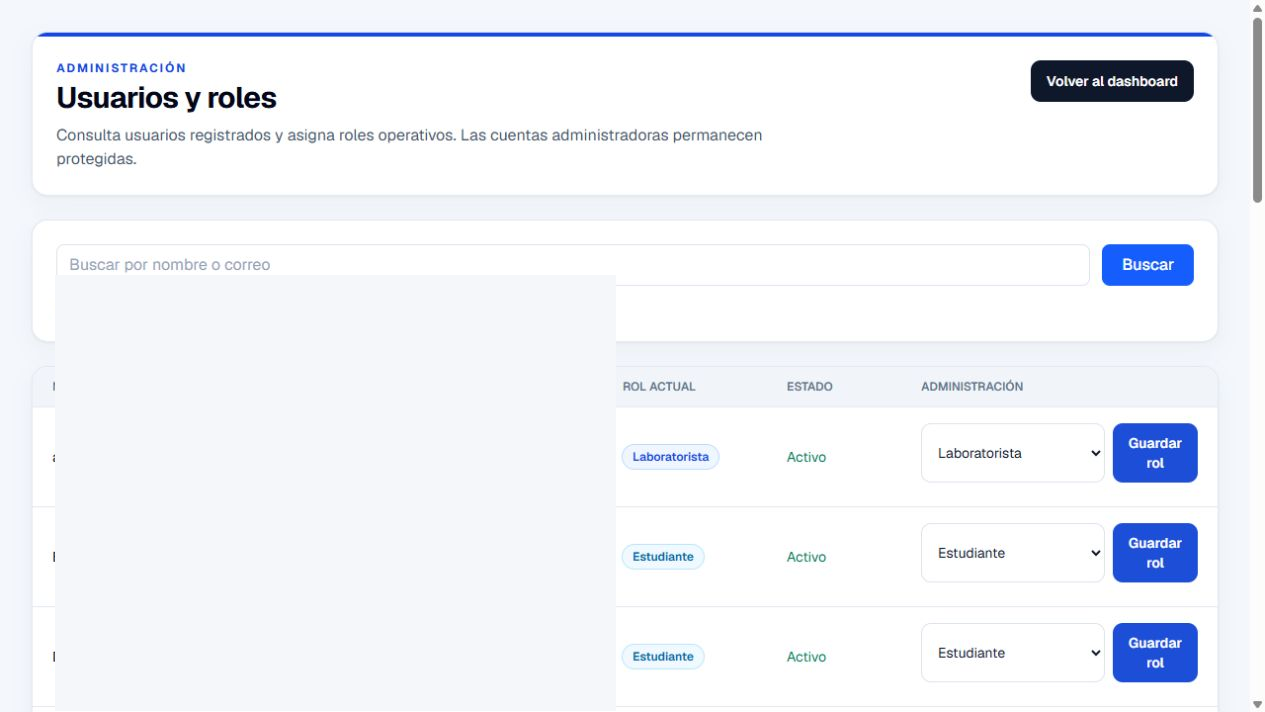 ADMINISTRACIÓN
Usuarios y roles
Volver al dashboard
Consulta usuarios registrados y asigna roles operativos. Las cuentas administradoras permanecen
protegidas.
Buscar por nombre o correo
Buscar
ROL ACTUAL
ESTADO
ADMINISTRACIÓN
Laboratorista
Activo
Laboratorista
Guardar
rol
Estudiante
Activo
Estudiante
Guardar
rol
Estudiante
Activo
Estudiante
Guardar
rol